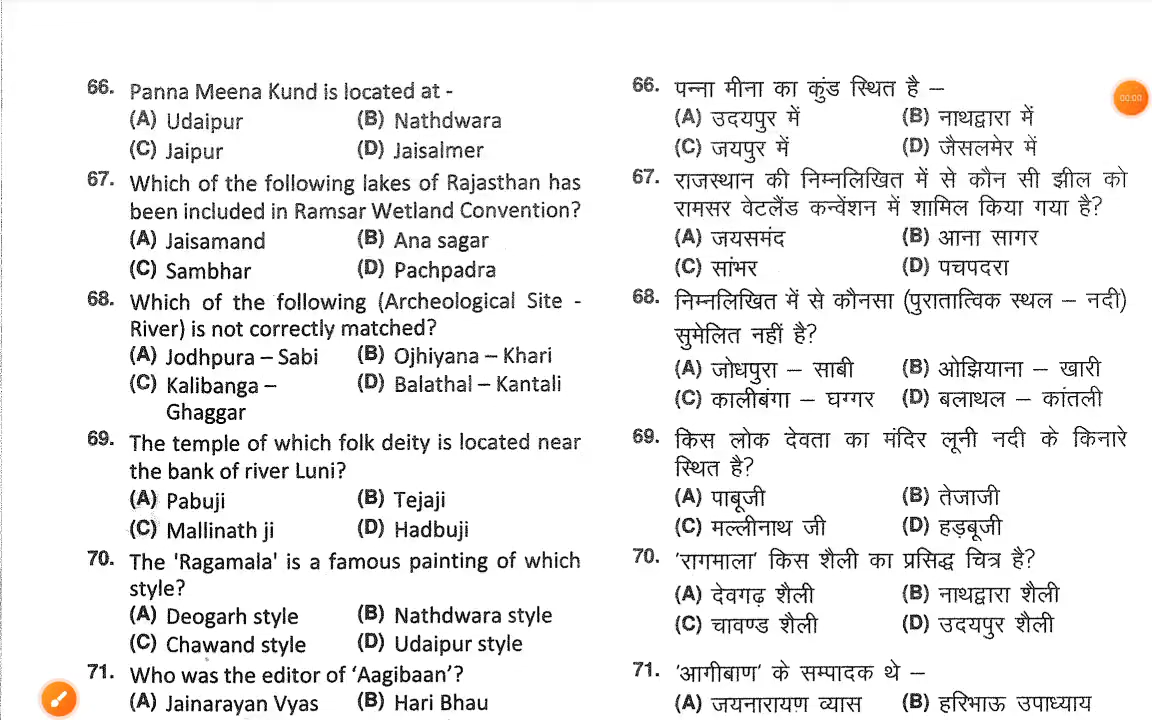 66. Panna Meena Kund is located at -
(A) Udaipur (B) Nathdwara
(C) Jaipur (D) Jaisalmer
67. Which of the following lakes of Rajasthan has
been included in Ramsar Wetland Convention?
(A) Jaisamand (B) Ana sagar
(C) Sambhar (D) Pachpadra
68. Which of the following (Archeological Site -
River) is not correctly matched?
(A) Jodhpura – Sabi (B) Ojhiyana – Khari
(C) Kalibanga – (D) Balathal – Kantali
Ghaggar
69. The temple of which folk deity is located near
the bank of river Luni?
(A) Pabuji (B) Tejaji
(C) Mallinath ji (D) Hadbuji
70. The 'Ragamala' is a famous painting of which
style?
(A) Deogarh style (B) Nathdwara style
(C) Chawand style (D) Udaipur style
71. Who was the editor of ‘Aagibaan’?
(A) Jainarayan Vyas (B) Hari Bhau
66. पन्ना मीना का कुंड स्थित है –
(A) उदयपुर में (B) नाथद्वारा में
(C) जयपुर में (D) जैसलमेर में
67. राजस्थान की निम्नलिखित में से कौन सी झील को
रामसर वेटलैंड कन्वेंशन में शामिल किया गया है?
(A) जयसमंद (B) आना सागर
(C) सांभर (D) पचपदरा
68. निम्नलिखित में से कौनसा (पुरातात्विक स्थल – नदी)
सुमेलित नहीं है?
(A) जोधपुरा – साबी (B) ओझियाना – खारी
(C) कालीबंगा – घग्गर (D) बलाथल – कांतली
69. किस लोक देवता का मंदिर लूनी नदी के किनारे
स्थित है?
(A) पाबूजी (B) तेजाजी
(C) मल्लीनाथ जी (D) हड़बूजी
70. 'रागमाला' किस शैली का प्रसिद्ध चित्र है?
(A) देवगढ़ शैली (B) नाथद्वारा शैली
(C) चावण्ड शैली (D) उदयपुर शैली
71. 'आगीबाण' के सम्पादक थे –
(A) जयनारायण व्यास (B) हरिभाऊ उपाध्याय
00:00